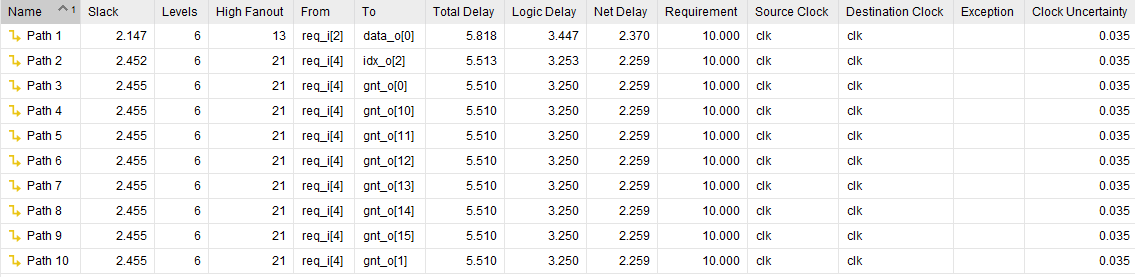 Name 1 Slack Levels High Fanout From To Total Delay Logic Delay Net Delay Requirement Source Clock Destination Clock Exception Clock Uncertainty
Path 1 2.147 6 13 req_i[2] data_o[0] 5.818 3.447 2.370 10.000 clk clk 0.035
Path 2 2.452 6 21 req_i[4] idx_o[2] 5.513 3.253 2.259 10.000 clk clk 0.035
Path 3 2.455 6 21 req_i[4] gnt_o[0] 5.510 3.250 2.259 10.000 clk clk 0.035
Path 4 2.455 6 21 req_i[4] gnt_o[10] 5.510 3.250 2.259 10.000 clk clk 0.035
Path 5 2.455 6 21 req_i[4] gnt_o[11] 5.510 3.250 2.259 10.000 clk clk 0.035
Path 6 2.455 6 21 req_i[4] gnt_o[12] 5.510 3.250 2.259 10.000 clk clk 0.035
Path 7 2.455 6 21 req_i[4] gnt_o[13] 5.510 3.250 2.259 10.000 clk clk 0.035
Path 8 2.455 6 21 req_i[4] gnt_o[14] 5.510 3.250 2.259 10.000 clk clk 0.035
Path 9 2.455 6 21 req_i[4] gnt_o[15] 5.510 3.250 2.259 10.000 clk clk 0.035
Path 10 2.455 6 21 req_i[4] gnt_o[1] 5.510 3.250 2.259 10.000 clk clk 0.035